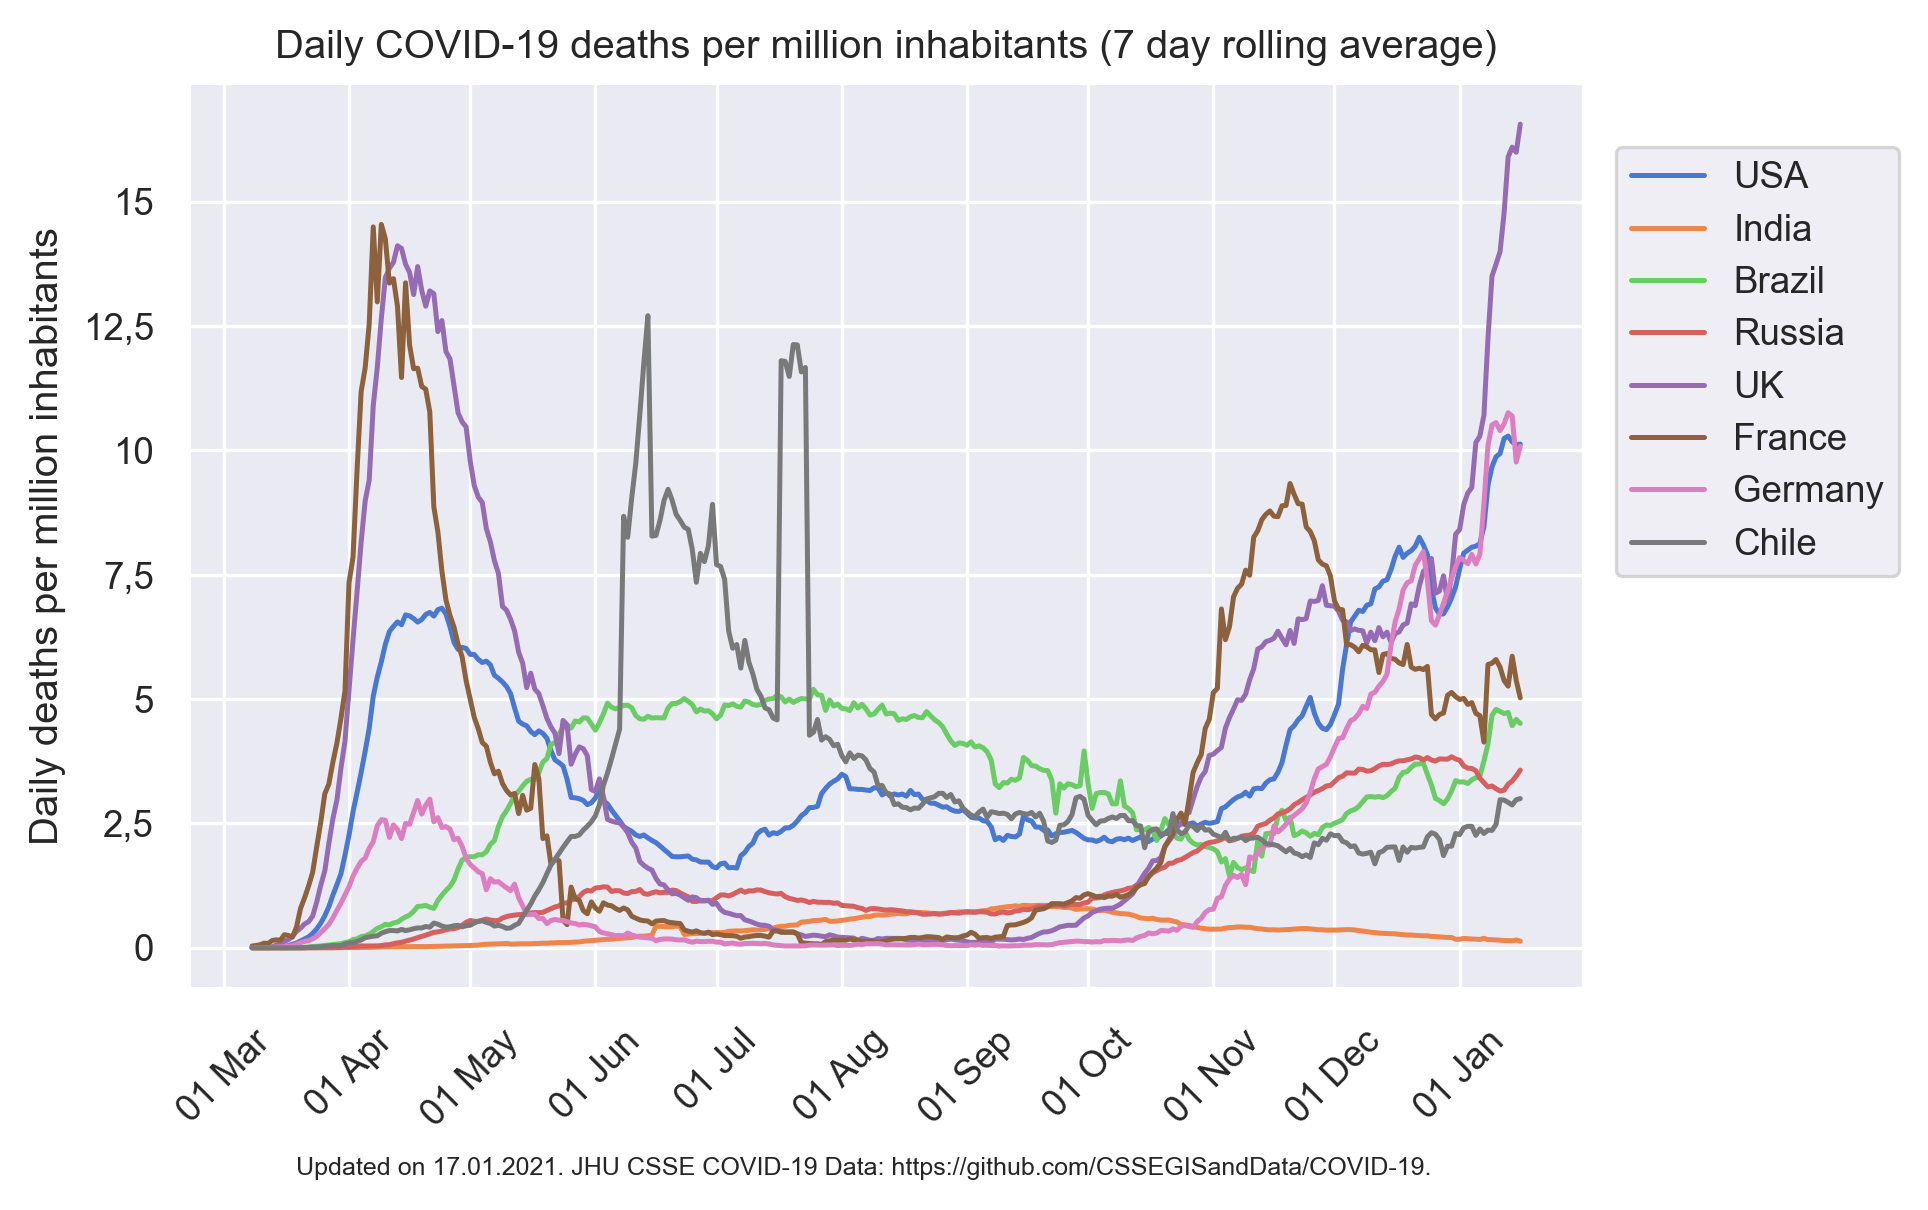 Daily COVID-19 deaths per million inhabitants (7 day rolling average)
Daily deaths per million inhabitants
15
12,5
10
7,5
5
2,5
0
01 Mar
01 Apr
01 May
01 Jun
01 Jul
01 Aug
01 Sep
01 Oct
01 Nov
01 Dec
01 Jan
USA
India
Brazil
Russia
UK
France
Germany
Chile
Updated on 17.01.2021. JHU CSSE COVID-19 Data: https://github.com/CSSEGISandData/COVID-19.